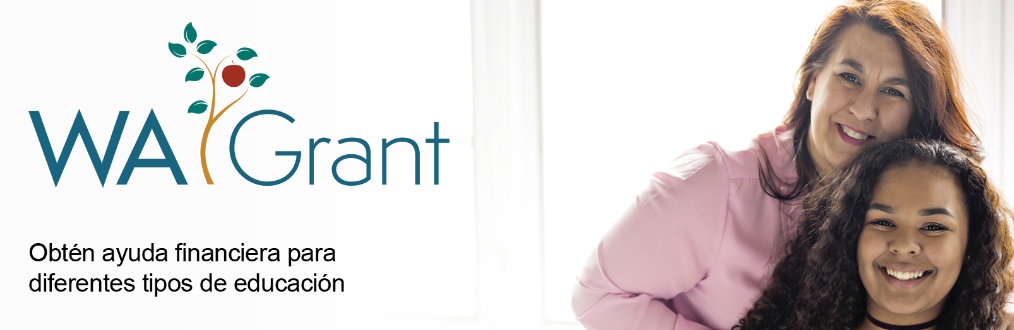 WA Grant
Obtén ayuda financiera para
diferentes tipos de educación